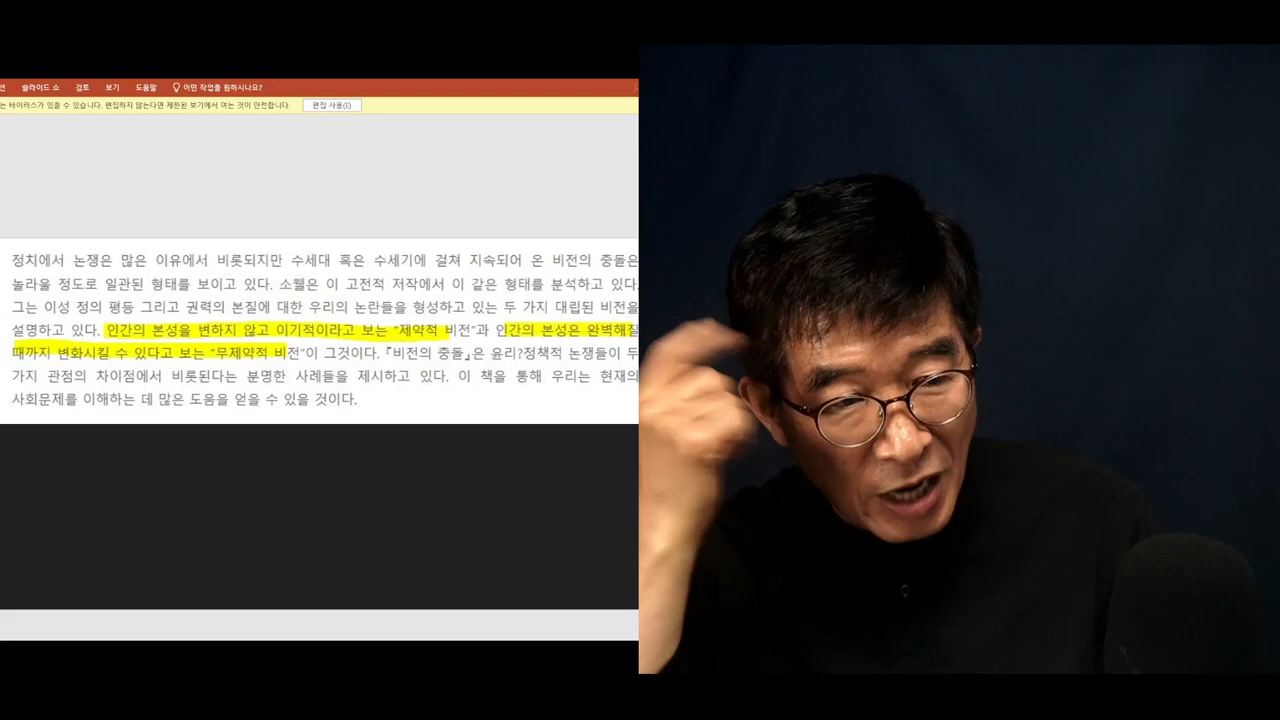 션 슬라이드 쇼 검토 보기 도움말 어떤 작업을 원하시나요?
는 바이러스가 있을 수 있습니다. 편집하지 않는다면 제한된 보기에서 여는 것이 안전합니다. 편집 사용(E)
정치에서 논쟁은 많은 이유에서 비롯되지만 수세대 혹은 수세기에 걸쳐 지속되어 온 비전의 충돌은
놀라울 정도로 일관된 형태를 보이고 있다. 소웰은 이 고전적 저작에서 이 같은 형태를 분석하고 있다.
그는 이성 정의 평등 그리고 권력의 본질에 대한 우리의 논란들을 형성하고 있는 두 가지 대립된 비전을
설명하고 있다. 인간의 본성을 변하지 않고 이기적이라고 보는 "제약적 비전"과 인간의 본성은 완벽해질
때까지 변화시킬 수 있다고 보는 "무제약적 비전"이 그것이다. 『비전의 충돌』은 윤리?정책적 논쟁들이 두
가지 관점의 차이점에서 비롯된다는 분명한 사례들을 제시하고 있다. 이 책을 통해 우리는 현재의
사회문제를 이해하는 데 많은 도움을 얻을 수 있을 것이다.